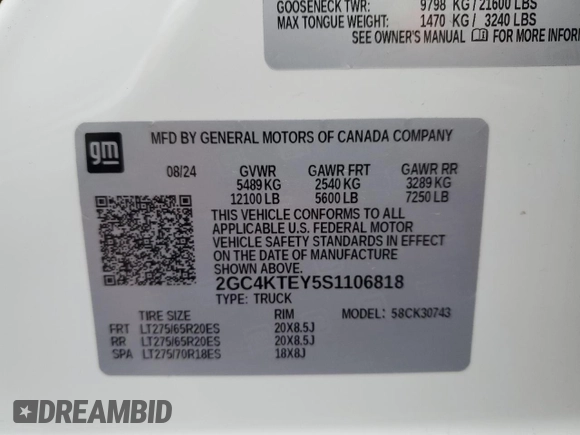 GOOSENECK TWR: 9798 KG/21600 LBS
MAX TONGUE WEIGHT: 1470 KG / 3240 LBS
SEE OWNER'S MANUAL FOR MORE INFOR
gm
MFD BY GENERAL MOTORS OF CANADA COMPANY
08/24 GVWR GAWR FRT GAWR RR
5489 KG 2540 KG 3289 KG
12100 LB 5600 LB 7250 LB
THIS VEHICLE CONFORMS TO ALL
APPLICABLE U.S. FEDERAL MOTOR
VEHICLE SAFETY STANDARDS IN EFFECT
ON THE DATE OF MANUFACTURE
SHOWN ABOVE.
2GC4KTEY5S1106818
TYPE: TRUCK
TIRE SIZE RIM MODEL: 58CK30743
FRT LT275/65R20ES 20X8.5J
RR LT275/65R20ES 20X8.5J
SPA LT275/70R18ES 18X8J
DREAMBID